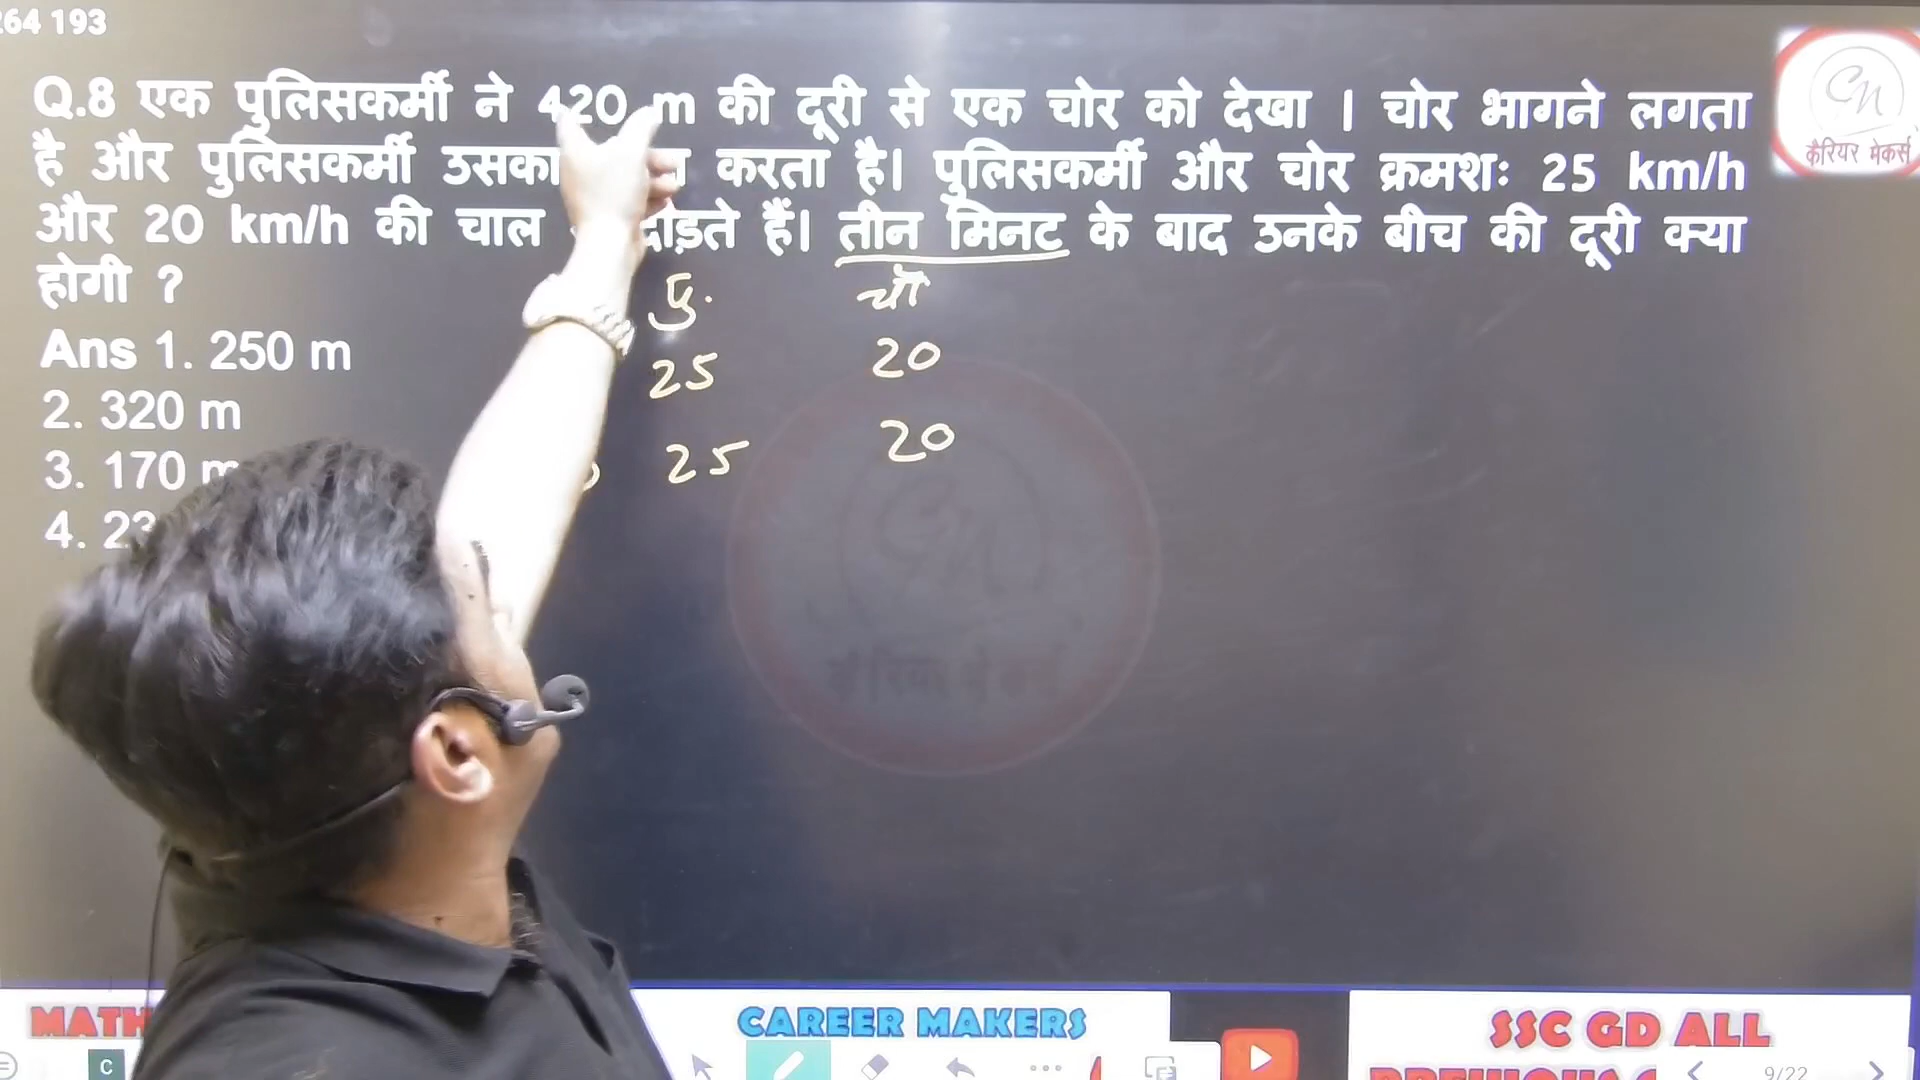 264 193
Q.8 एक पुलिसकर्मी ने 420 m की दूरी से एक चोर को देखा । चोर भागने लगता
है और पुलिसकर्मी उसका करता है। पुलिसकर्मी और चोर क्रमशः 25 km/h
और 20 km/h की चाल दौड़ते हैं। तीन मिनट के बाद उनके बीच की दूरी क्या
होगी ?
पु. चो
Ans 1. 250 m
25 20
2. 320 m
25 20
3. 170 m
4. 23
CN
कैरियर मेकर्स
MATH
CAREER MAKERS
SSC GD ALL
C
9/22